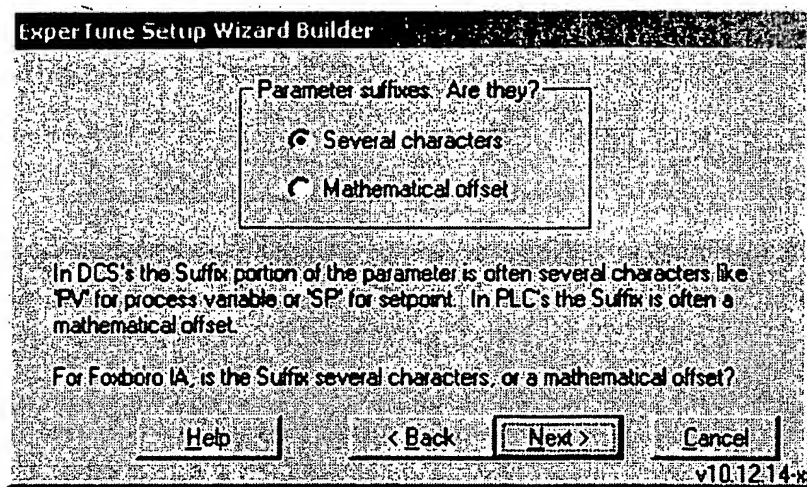 ExperTune Setup Wizard Builder
Parameter suffixes. Are they?
Several characters
Mathematical offset
In DCS's the Suffix portion of the parameter is often several characters like
'PV' for process variable or 'SP' for setpoint. In PLC's the Suffix is often a
mathematical offset.
For Foxboro IA, is the Suffix several characters, or a mathematical offset?
Help < Back Next > Cancel
v10.12.14-x